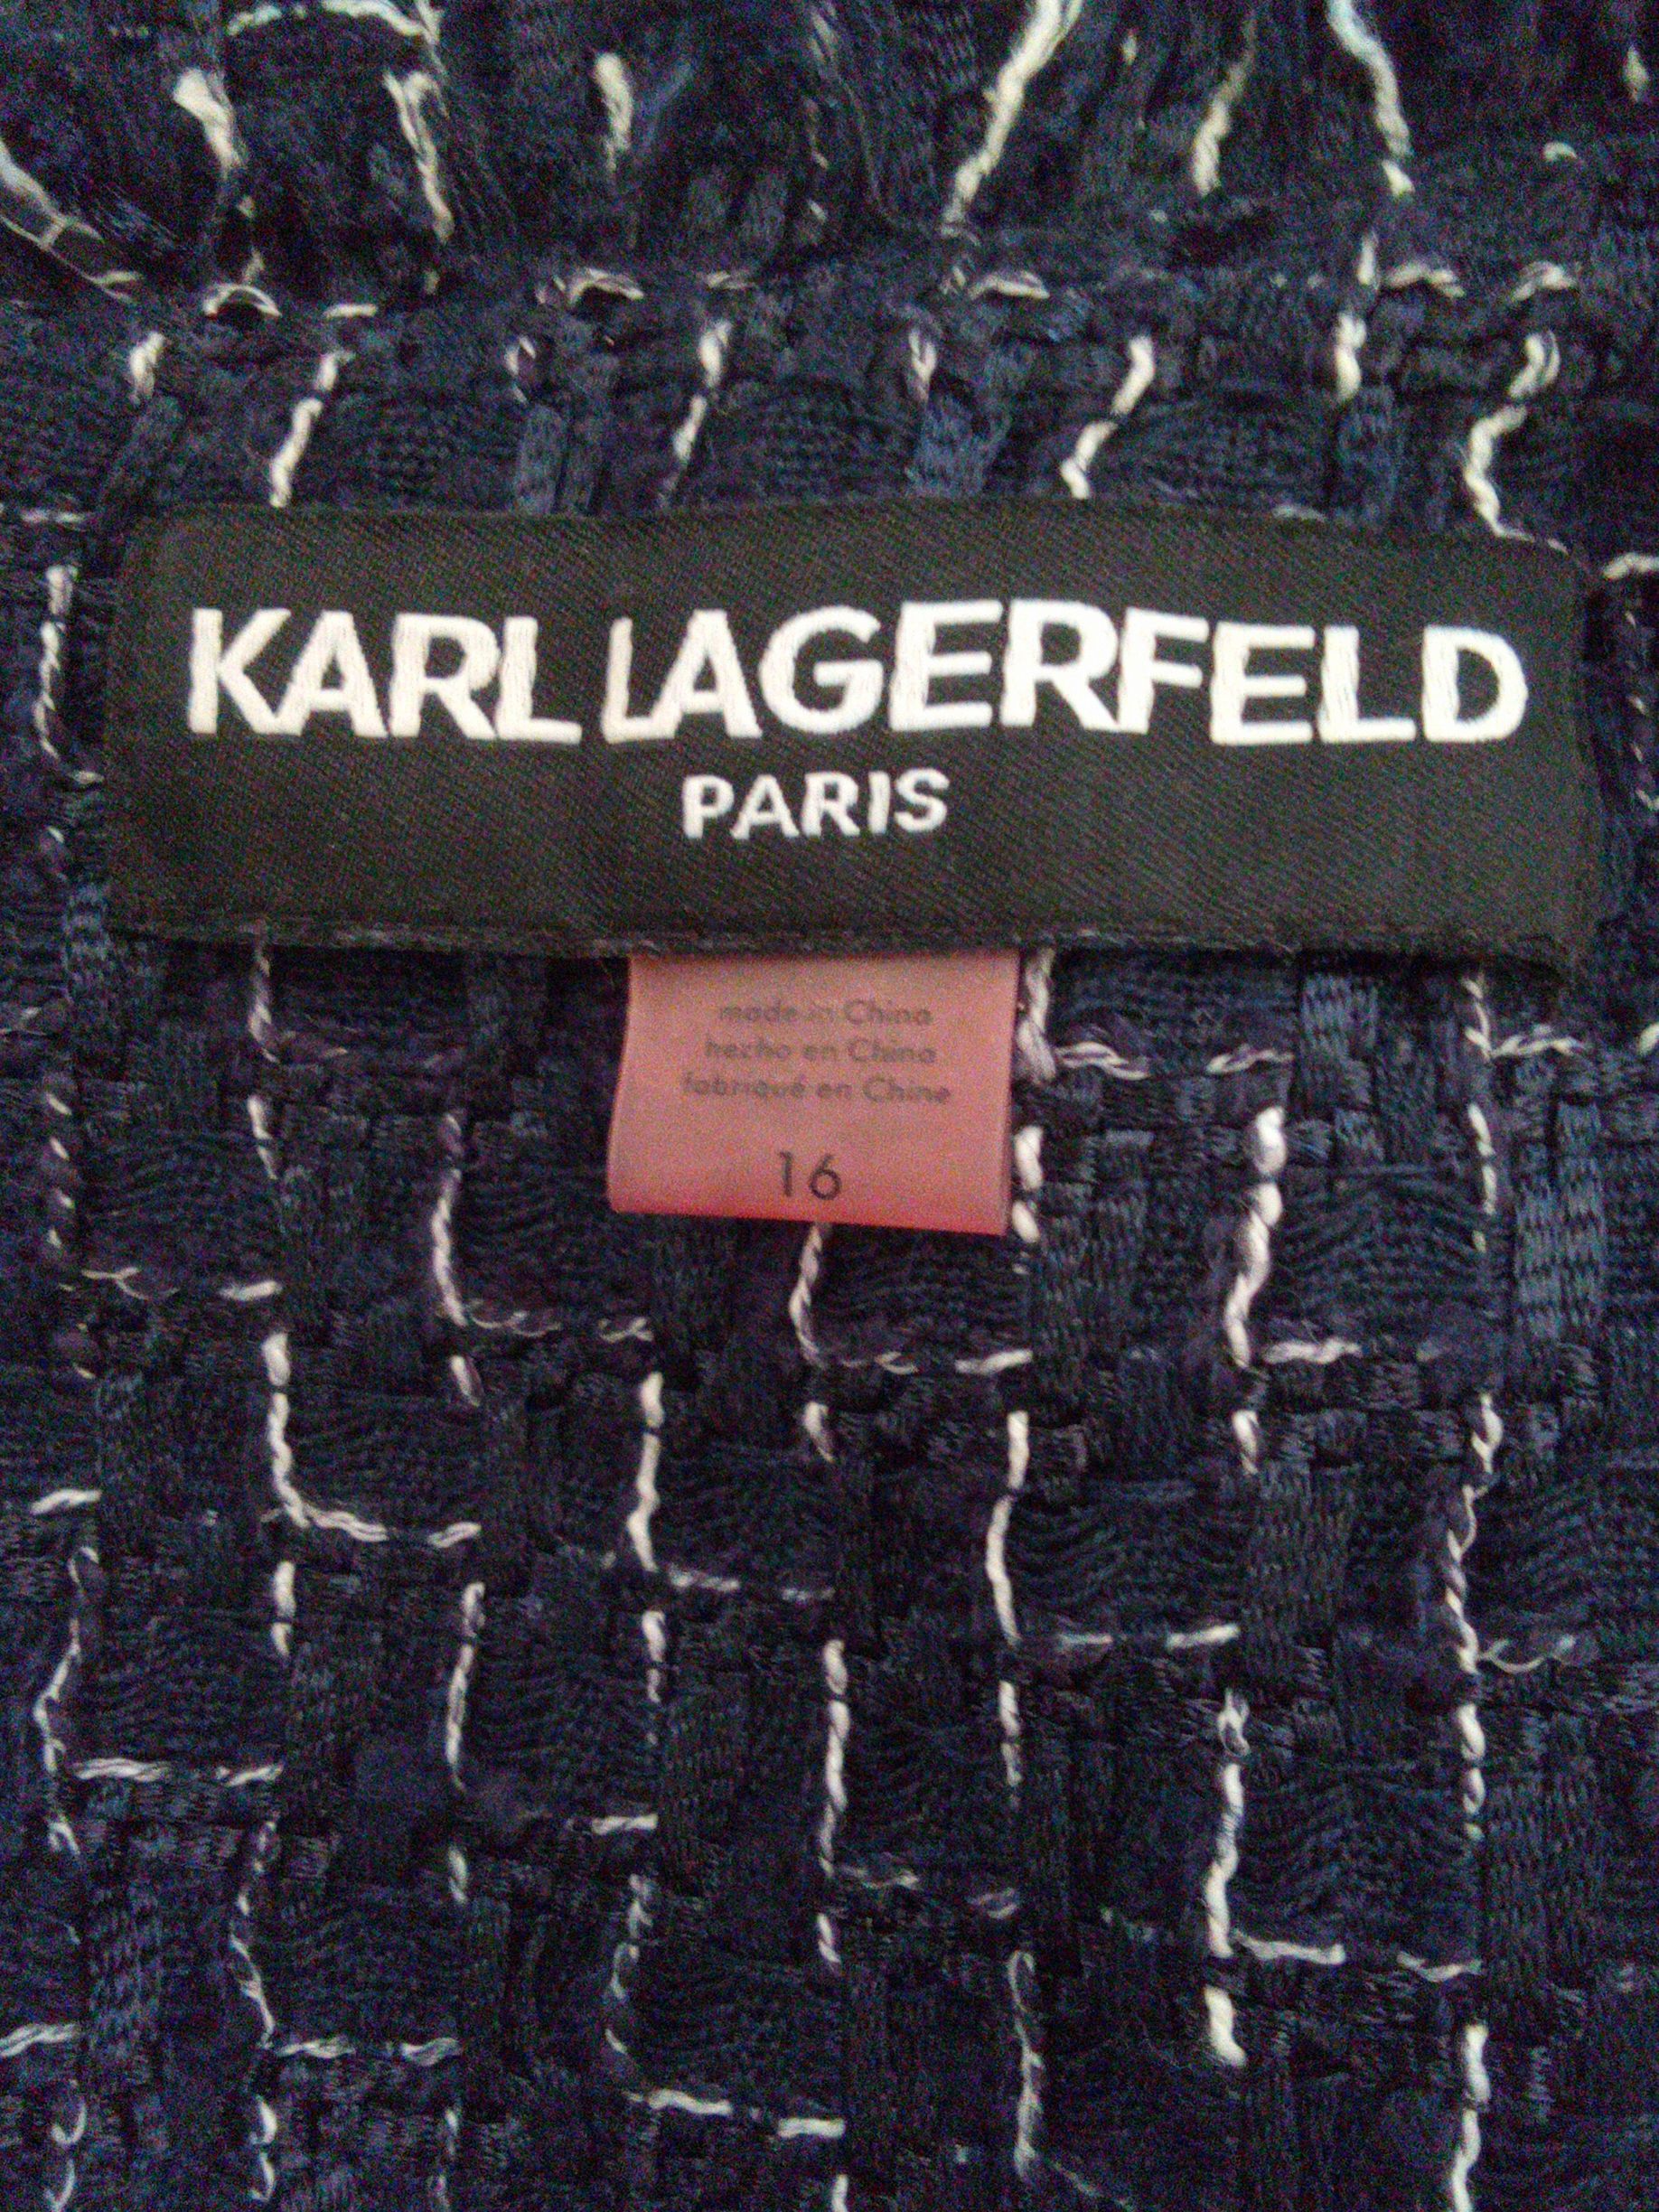 KARL LAGERFELD
PARIS
made in China
hecho en China
fabriqué en Chine
16